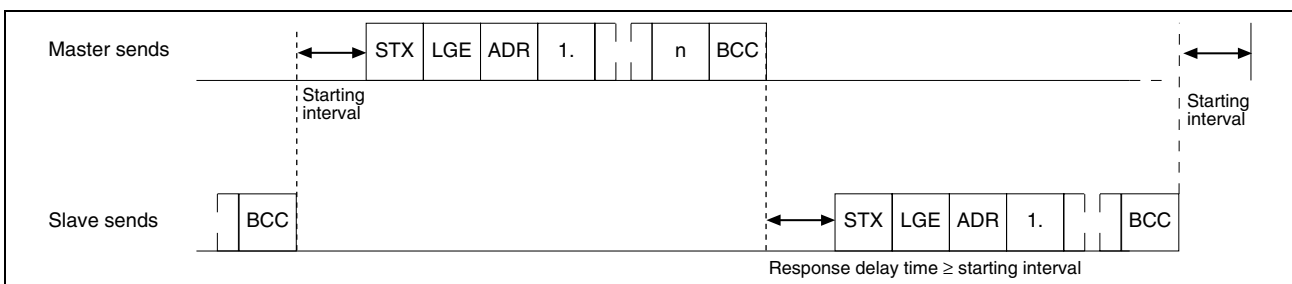 Master sends
STX LGE ADR 1. n BCC
Starting
interval
Starting
interval
Slave sends
BCC
STX LGE ADR 1. BCC
Response delay time ≥ starting interval